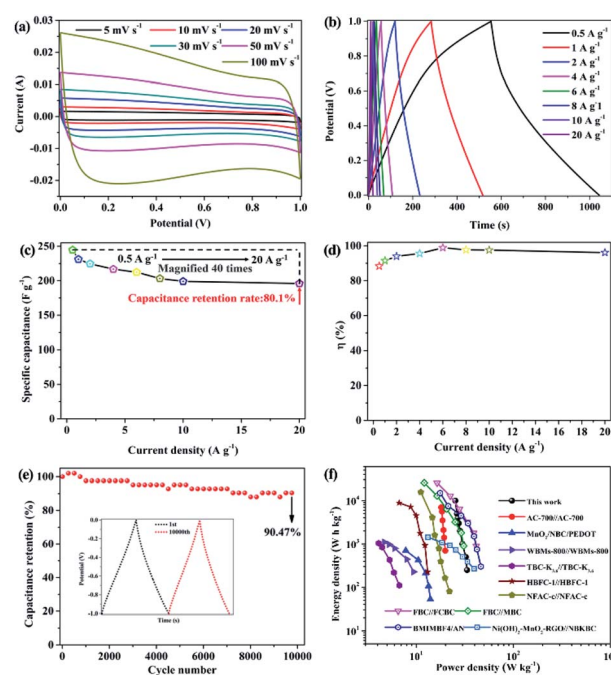 (a)
5 mV s⁻¹ 10 mV s⁻¹ 20 mV s⁻¹
30 mV s⁻¹ 50 mV s⁻¹
100 mV s⁻¹
0.03
0.02
0.01
0.00
-0.01
-0.02
Current (A)
0.0 0.2 0.4 0.6 0.8 1.0
Potential (V)
(b)
0.5 A g⁻¹
1 A g⁻¹
2 A g⁻¹
4 A g⁻¹
6 A g⁻¹
8 A g⁻1
10 A g⁻¹
20 A g⁻¹
1.0
0.8
0.6
0.4
0.2
0.0
Potential (V)
0 200 400 600 800 1000
Time (s)
(c)
0.5 A g⁻¹ 20 A g⁻¹
Magnified 40 times
Capacitance retention rate:80.1%
250
200
150
100
50
0
Specific capacitance (F g⁻¹)
0 5 10 15 20
Current density (A g⁻¹)
(d)
100
80
60
40
20
0
η (%)
0 2 4 6 8 10 12 14 16 18 20
Current density (A g⁻¹)
(e)
100
80
60
40
20
0
Capacitance retention (%)
90.47%
1st
10000th
0.0
-0.2
-0.4
-0.6
-0.8
-1.0
Potential (V)
Time (s)
0 2000 4000 6000 8000 10000
Cycle number
(f)
This work
AC-700//AC-700
MnO₂/NBC/PEDOT
WBMs-800//WBMs-800
TBC-K₃.₄//TBC-K₃.₄
HBFC-1//HBFC-1
NFAC-c//NFAC-c
FBC//FCBC FBC//MBC
BMIMBF4/AN Ni(OH)₂-MnO₂-RGO//NBKBC
10⁵
10⁴
10³
10²
10¹
Energy density (W h kg⁻¹)
10¹ 10²
Power density (W kg⁻¹)